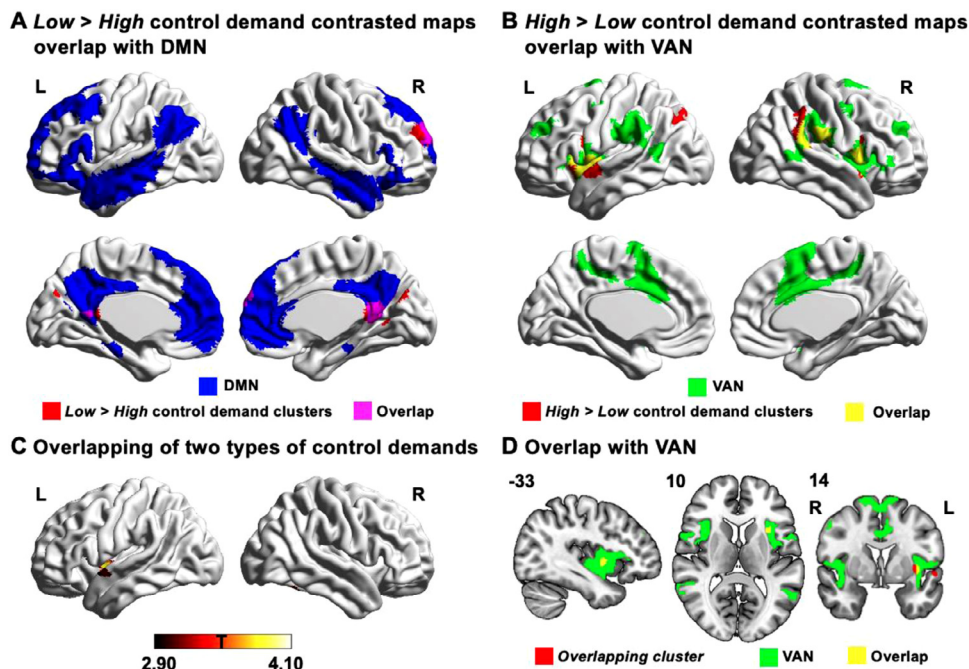 A Low > High control demand contrasted maps
overlap with DMN
L
R
DMN
Low > High control demand clusters
Overlap
B High > Low control demand contrasted maps
overlap with VAN
L
R
VAN
High > Low control demand clusters
Overlap
C Overlapping of two types of control demands
L
R
T
2.90
4.10
D Overlap with VAN
-33
10
14
R
L
Overlapping cluster
VAN
Overlap